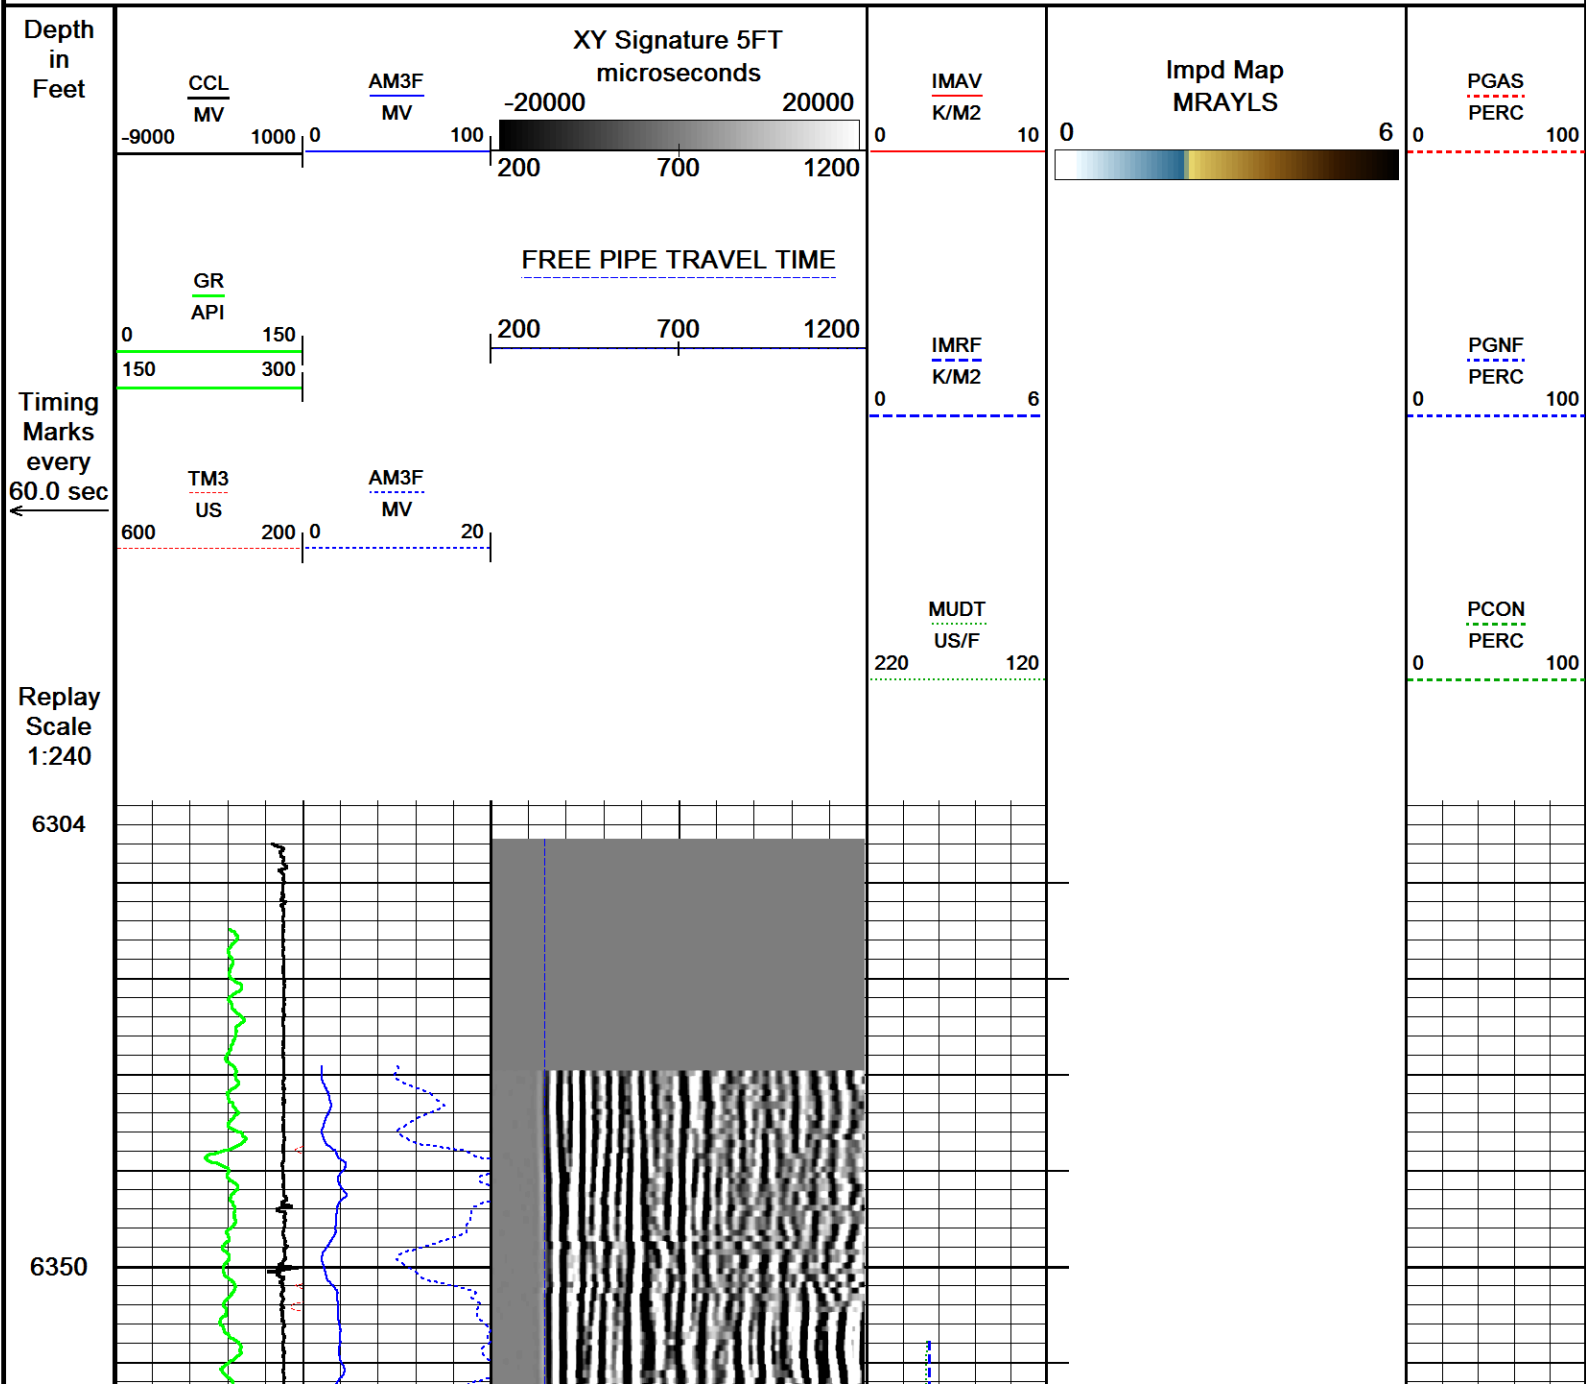 Depth
in
Feet
Timing
Marks
every
60.0 sec
Replay
Scale
1:240
CCL
MV
-9000 1000
GR
API
0 150
150 300
TM3
US
600 200
AM3F
MV
0 100
AM3F
MV
0 20
XY Signature 5FT
microseconds
-20000 20000
200 700 1200
FREE PIPE TRAVEL TIME
200 700 1200
IMAV
K/M2
0 10
IMRF
K/M2
0 6
MUDT
US/F
220 120
Impd Map
MRAYLS
0 6
PGAS
PERC
0 100
PGNF
PERC
0 100
PCON
PERC
0 100
6304
6350